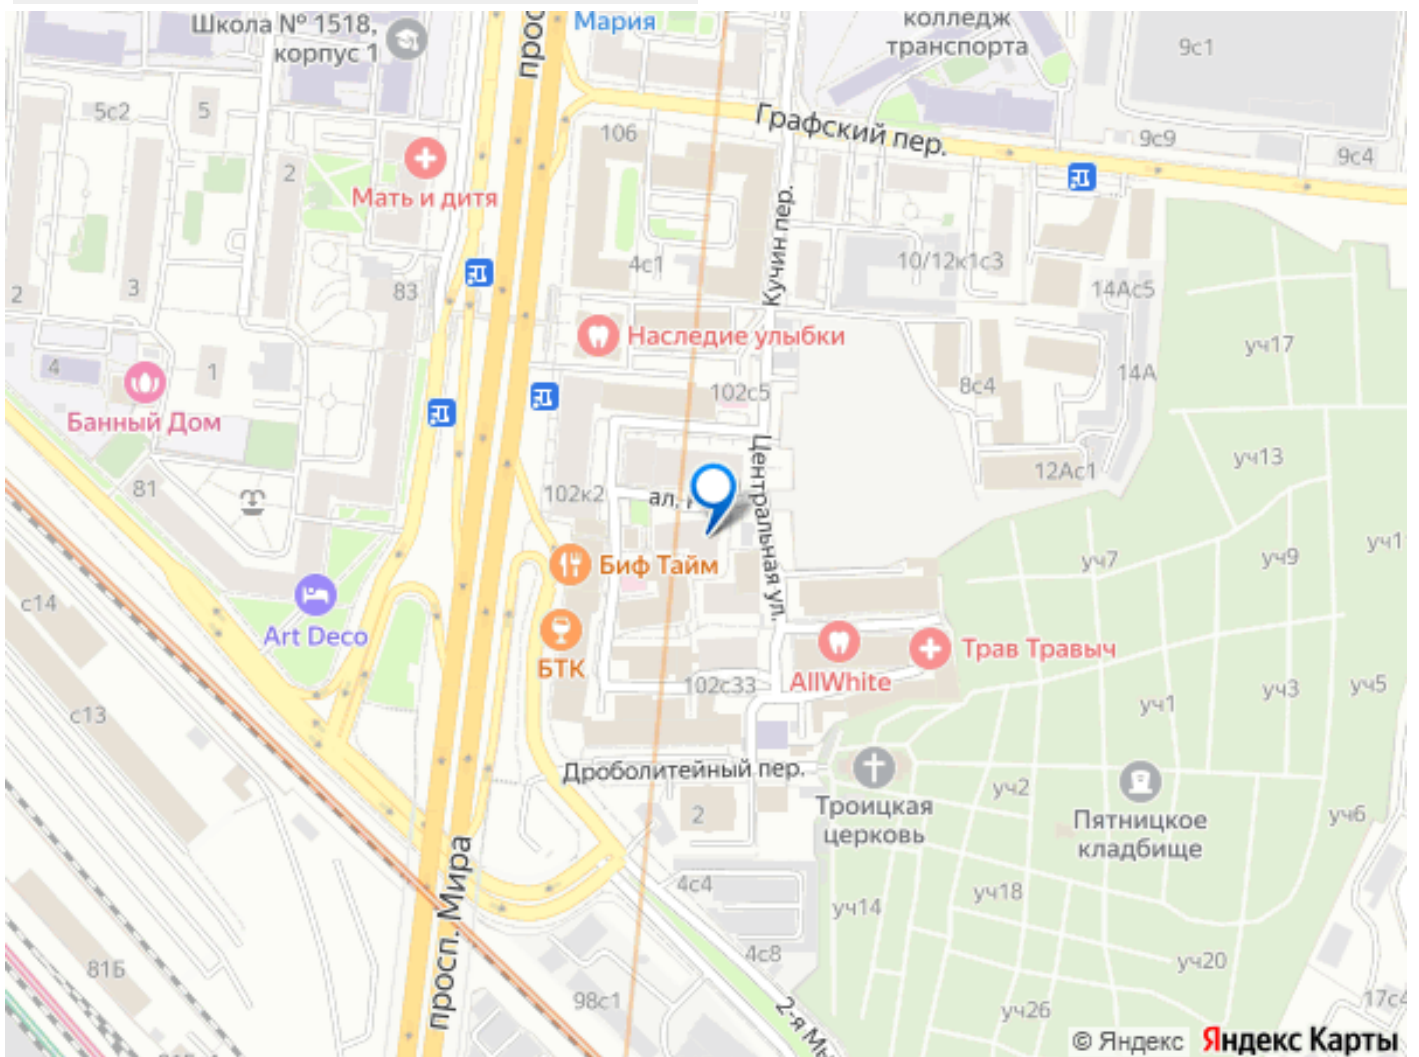 Школа № 1518,
корпус 1
Мария
колледж
транспорта
9с1
5с2
5
106
Графский пер.
9с9
9с4
2
Мать и дитя
Кучин пер.
4с1
10/12к1с3
14Ас5
83
2
3
Наследие улыбки
уч17
4
1
102с5
8с4
14А
Банный Дом
Центральная ул.
уч13
12Ас1
81
102к2
ал.
уч7
уч9
Биф Тайм
с14
Art Deco
БТК
AllWhite
Трав Травыч
102с33
уч1
уч3
уч5
с13
Дроболитейный пер.
Троицкая
церковь
уч2
Пятницкое
кладбище
уч6
2
просп. Мира
4с4
уч14
уч18
4с8
81Б
98с1
уч20
уч26
17с4
© Яндекс Яндекс Карты